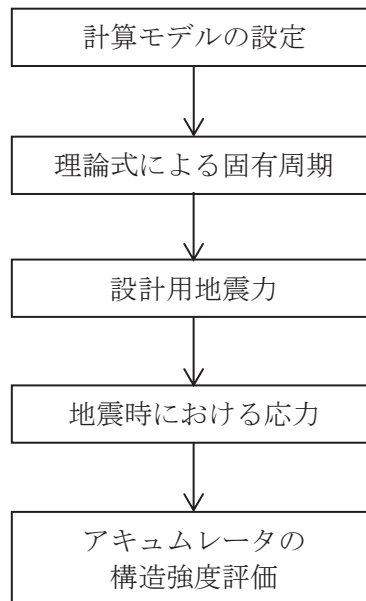 計算モデルの設定
理論式による固有周期
設計用地震力
地震時における応力
アキュムレータの
構造強度評価